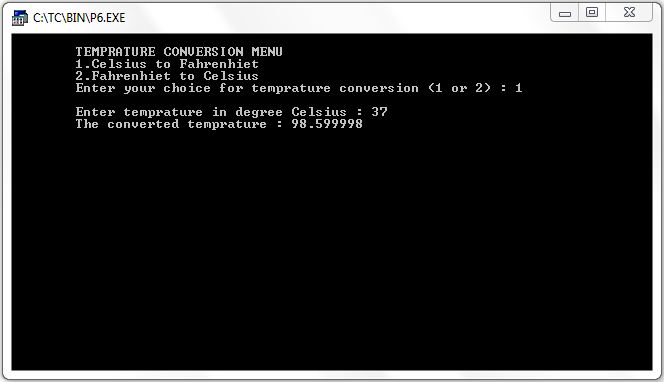 C:\TC\BIN\P6.EXE
TEMPRATURE CONVERSION MENU
1.Celsius to Fahrenhiet
2.Fahrenhiet to Celsius
Enter your choice for temprature conversion (1 or 2) : 1
Enter temprature in degree Celsius : 37
The converted temprature : 98.599998